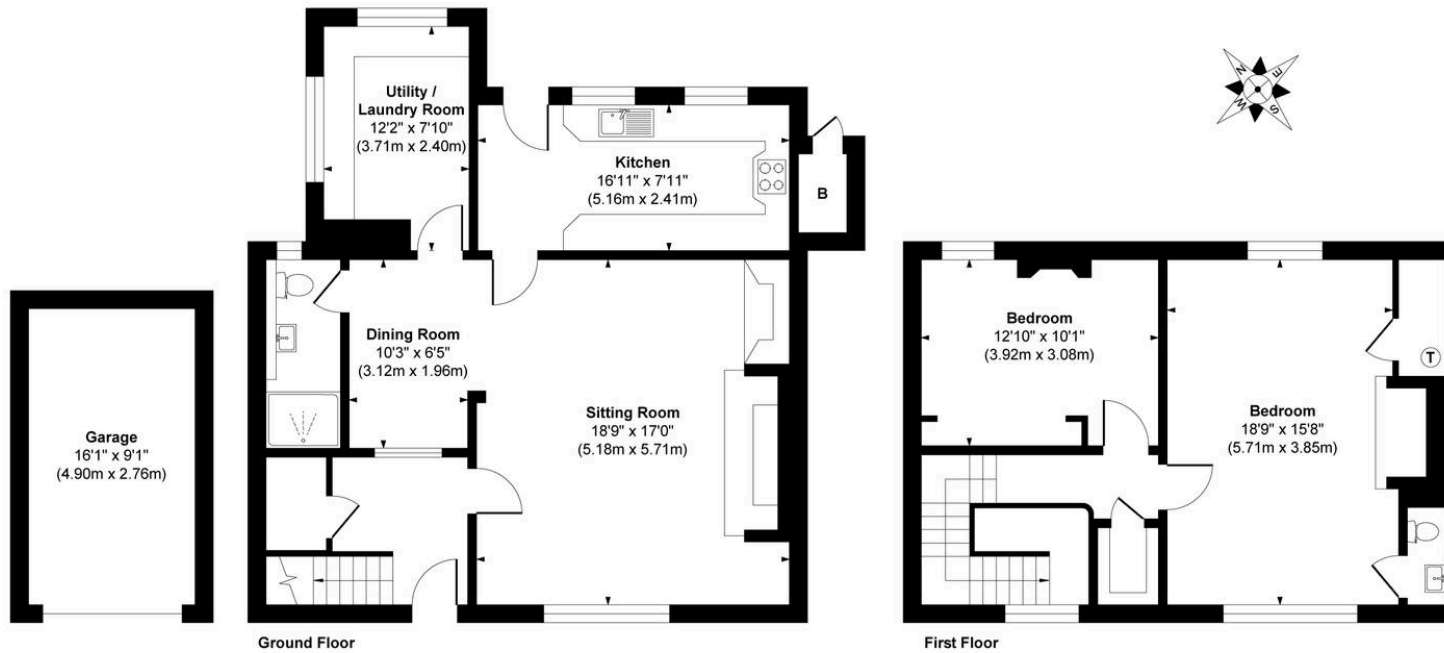 Utility /
Laundry Room
12'2" x 7'10"
(3.71m x 2.40m)
Kitchen
16'11" x 7'11"
(5.16m x 2.41m)
B
N
E
W
S
Dining Room
10'3" x 6'5"
(3.12m x 1.96m)
Sitting Room
18'9" x 17'0"
(5.18m x 5.71m)
Garage
16'1" x 9'1"
(4.90m x 2.76m)
Ground Floor
Bedroom
12'10" x 10'1"
(3.92m x 3.08m)
Bedroom
18'9" x 15'8"
(5.71m x 3.85m)
T
First Floor